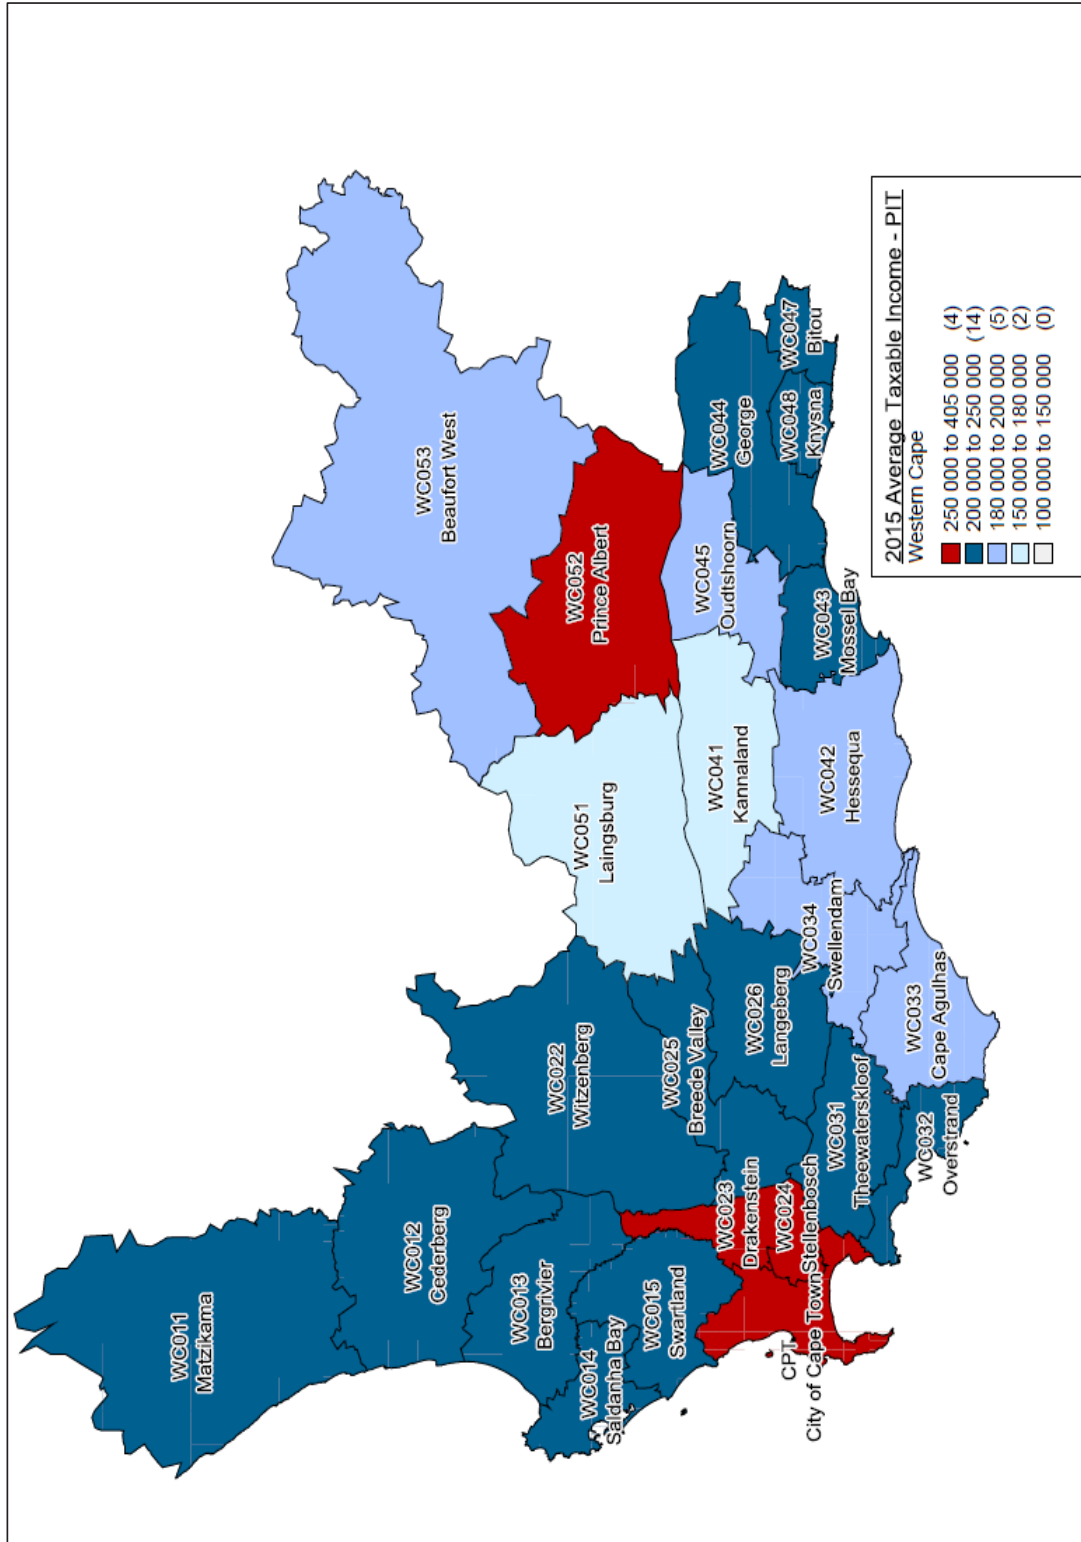 WC011
Matzikama
WC012
Cederberg
WC013
Bergrivier
WC014
Saldanha Bay
WC015
Swartland
CPT
City of Cape Town
WC022
Witzenberg
WC023
Drakenstein
WC024
Stellenbosch
WC025
Breede Valley
WC026
Langeberg
WC031
Theewaterskloof
WC032
Overstrand
WC033
Cape Agulhas
WC034
Swellendam
WC051
Laingsburg
WC041
Kannaland
WC042
Hessequa
WC052
Prince Albert
WC053
Beaufort West
WC045
Oudtshoorn
WC043
Mossel Bay
WC044
George
WC048
Knysna
WC047
Bitou
2015 Average Taxable Income - PIT
Western Cape
250 000 to 405 000 (4)
200 000 to 250 000 (14)
180 000 to 200 000 (5)
150 000 to 180 000 (2)
100 000 to 150 000 (0)